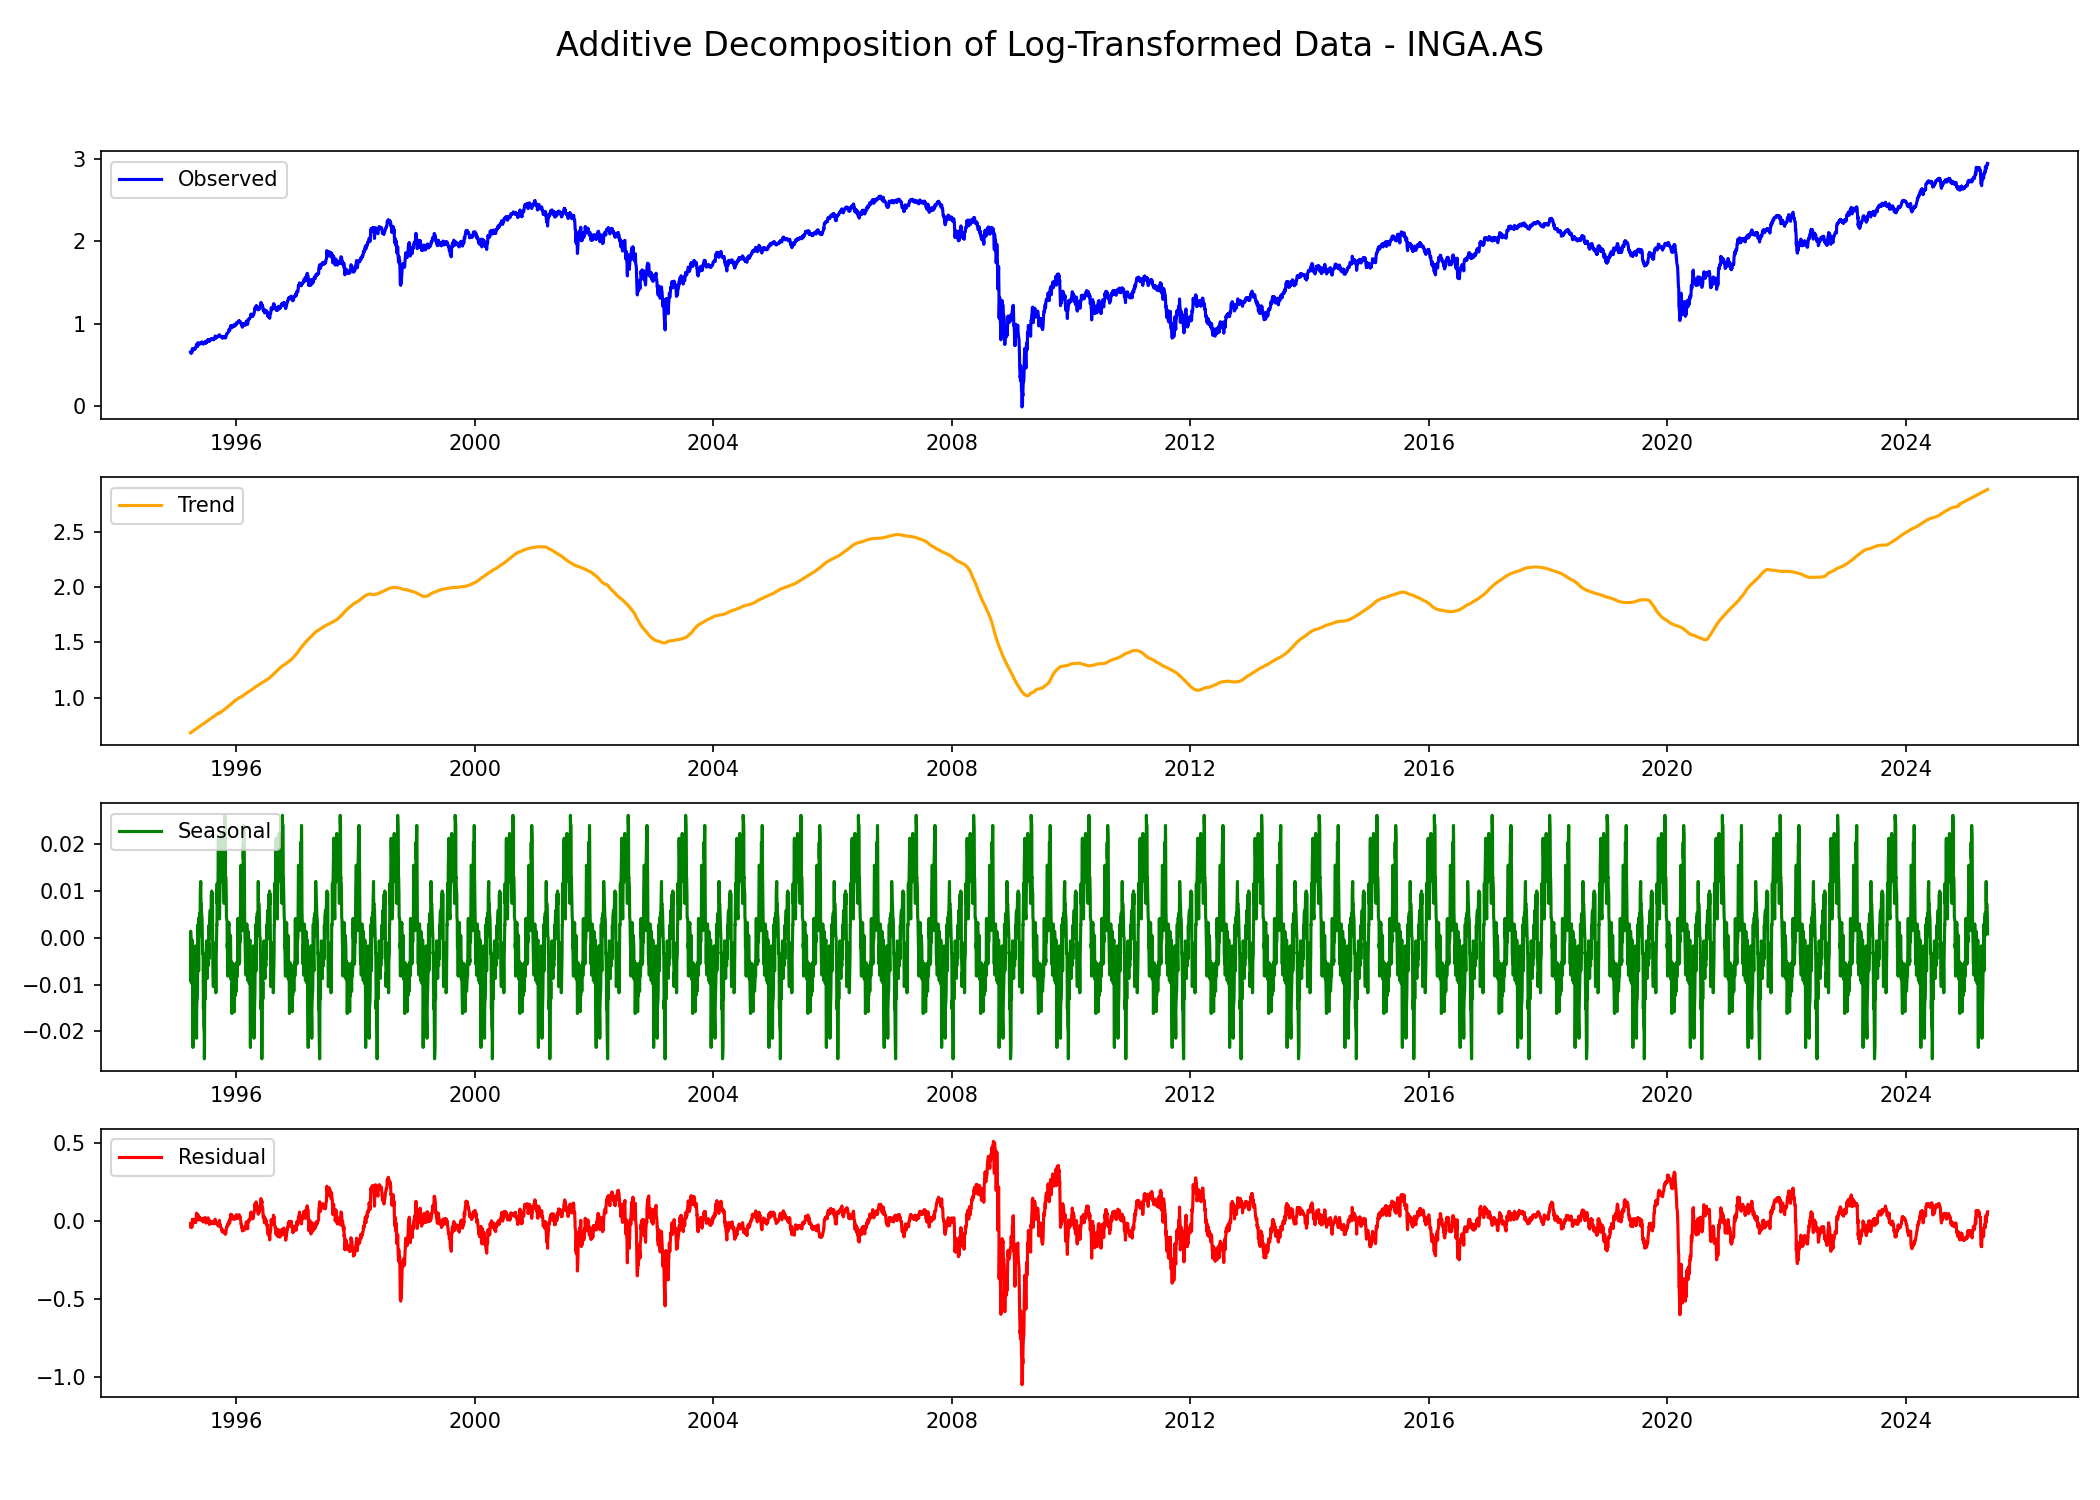 Additive Decomposition of Log-Transformed Data - INGA.AS
Observed
3
2
1
0
1996 2000 2004 2008 2012 2016 2020 2024
Trend
2.5
2.0
1.5
1.0
1996 2000 2004 2008 2012 2016 2020 2024
Seasonal
0.02
0.01
0.00
−0.01
−0.02
1996 2000 2004 2008 2012 2016 2020 2024
Residual
0.5
0.0
−0.5
−1.0
1996 2000 2004 2008 2012 2016 2020 2024